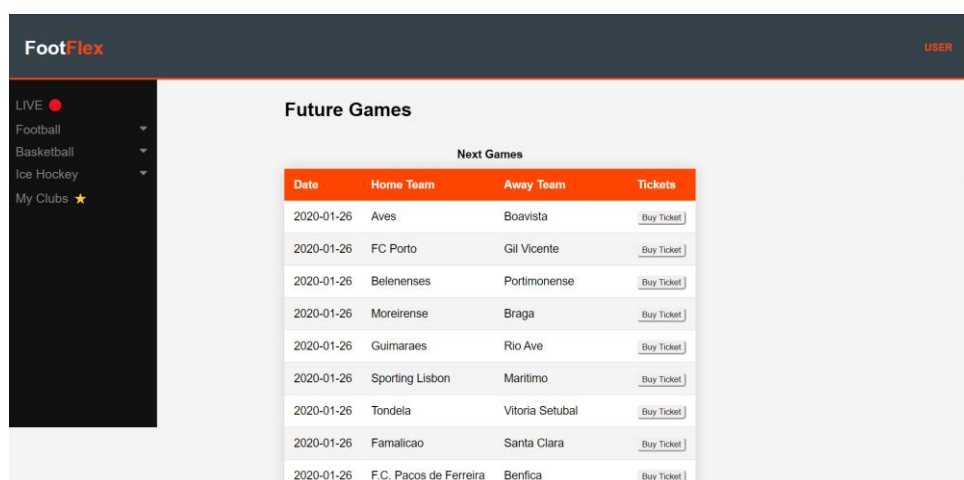 FootFlex
USER
LIVE
Football
Basketball
Ice Hockey
My Clubs
Future Games
Next Games
Date Home Team Away Team Tickets
2020-01-26 Aves Boavista Buy Ticket
2020-01-26 FC Porto Gil Vicente Buy Ticket
2020-01-26 Belenenses Portimonense Buy Ticket
2020-01-26 Moreirense Braga Buy Ticket
2020-01-26 Guimaraes Rio Ave Buy Ticket
2020-01-26 Sporting Lisbon Maritimo Buy Ticket
2020-01-26 Tondela Vitoria Setubal Buy Ticket
2020-01-26 Famalicao Santa Clara Buy Ticket
2020-01-26 F.C. Pacos de Ferreira Benfica Buy Ticket